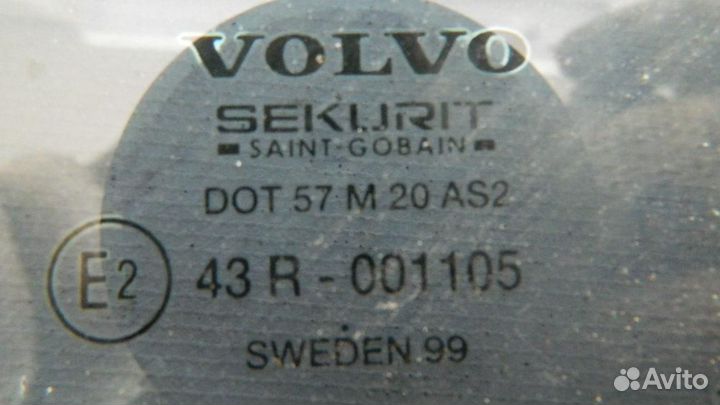 VOLVO
SEKURIT
SAINT-GOBAIN
DOT 57 M 20 AS2
E2 43 R - 001105
SWEDEN 99
Avito